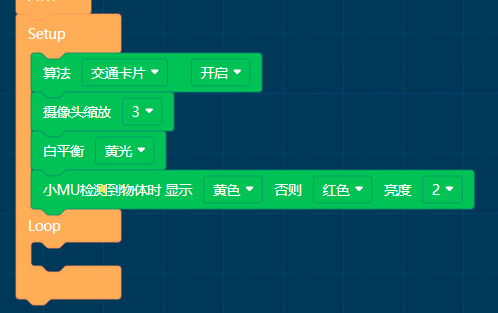 Setup
算法 交通卡片 开启
摄像头缩放 3
白平衡 黄光
小MU检测到物体时 显示 黄色 否则 红色 亮度 2
Loop